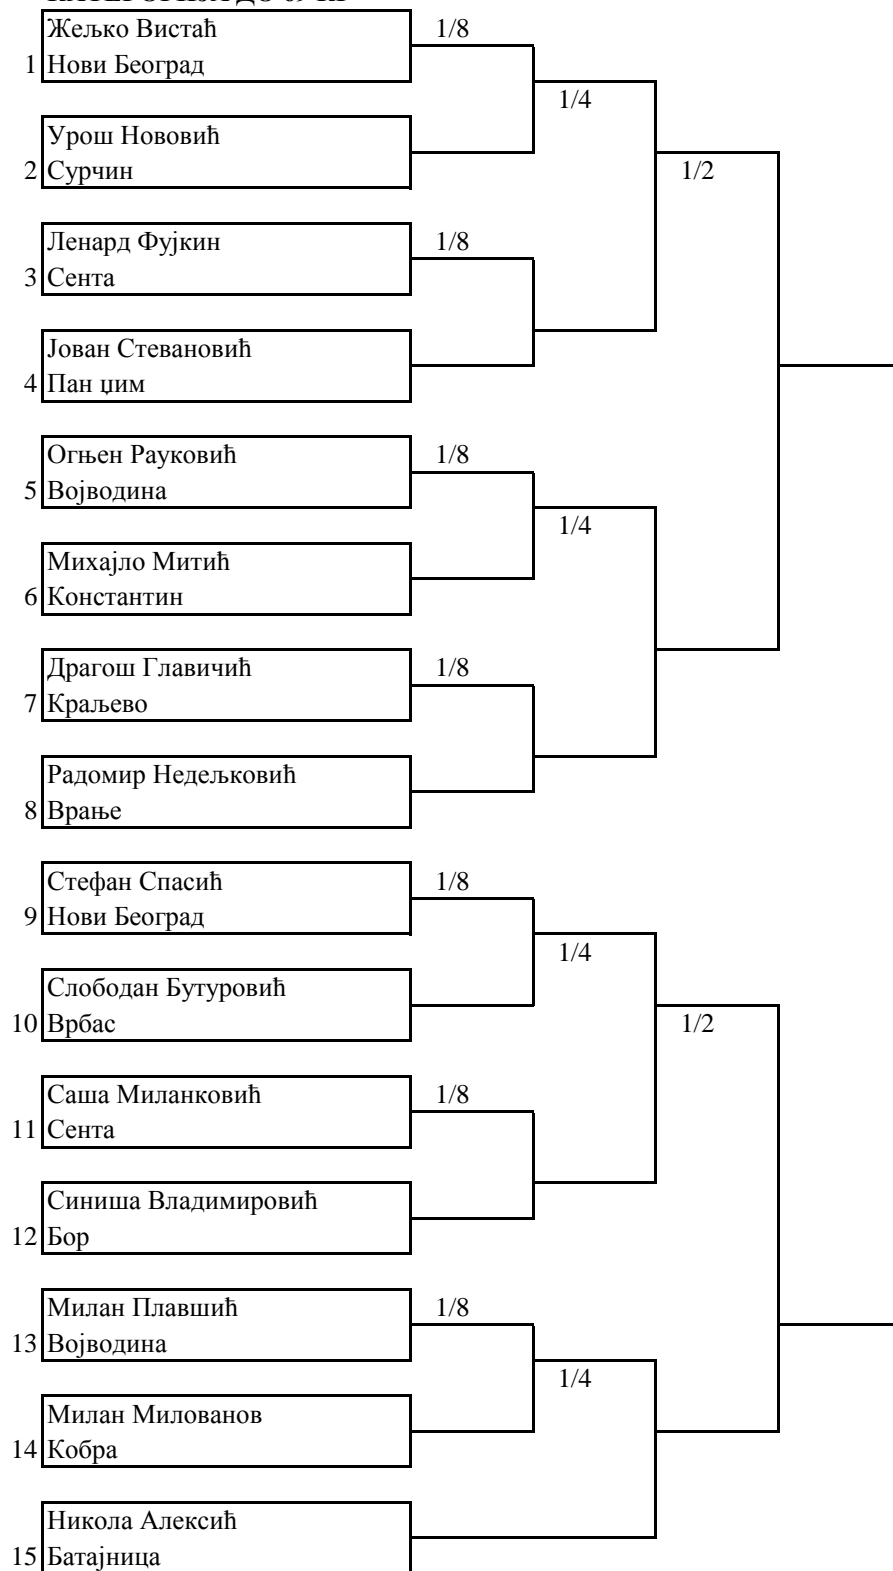 Жељко Вистаћ
1/8
1 Нови Београд
1/4
Урош Нововић
2 Сурчин
1/2
Ленард Фујкин
1/8
3 Сента
Јован Стевановић
4 Пан џим
Огњен Рауковић
1/8
5 Војводина
1/4
Михајло Митић
6 Константин
Драгош Главичић
1/8
7 Краљево
Радомир Недељковић
8 Врање
Стефан Спасић
1/8
9 Нови Београд
1/4
Слободан Бутуровић
10 Врбас
1/2
Саша Миланковић
1/8
11 Сента
Синиша Владимировић
12 Бор
Милан Плавшић
1/8
13 Војводина
1/4
Милан Милованов
14 Кобра
Никола Алексић
15 Батајница